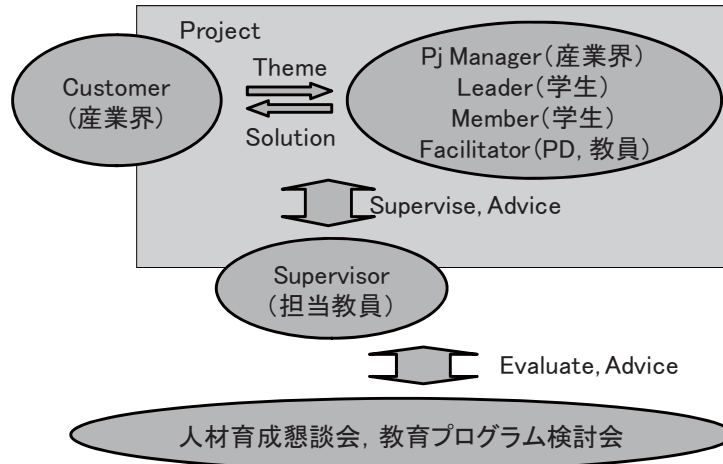 Project
Customer
(産業界)
Theme
Solution
Pj Manager(産業界)
Leader(学生)
Member(学生)
Facilitator(PD, 教員)
Supervise, Advice
Supervisor
(担当教員)
Evaluate, Advice
人材育成懇談会, 教育プログラム検討会